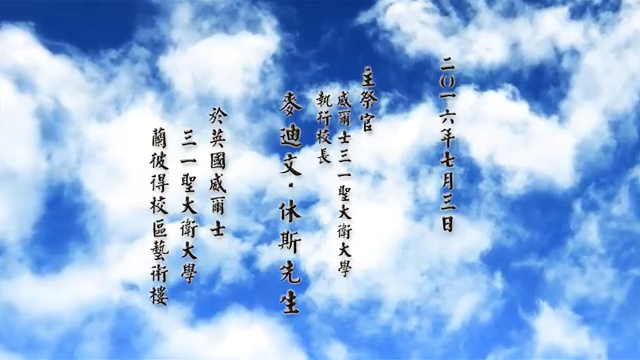 二〇一六年七月三日
主祭官
威爾士三一聖大衛大學
執行校長
麥迪文·休斯先生
於英國威爾士
三一聖大衛大學
蘭彼得校區藝術樓